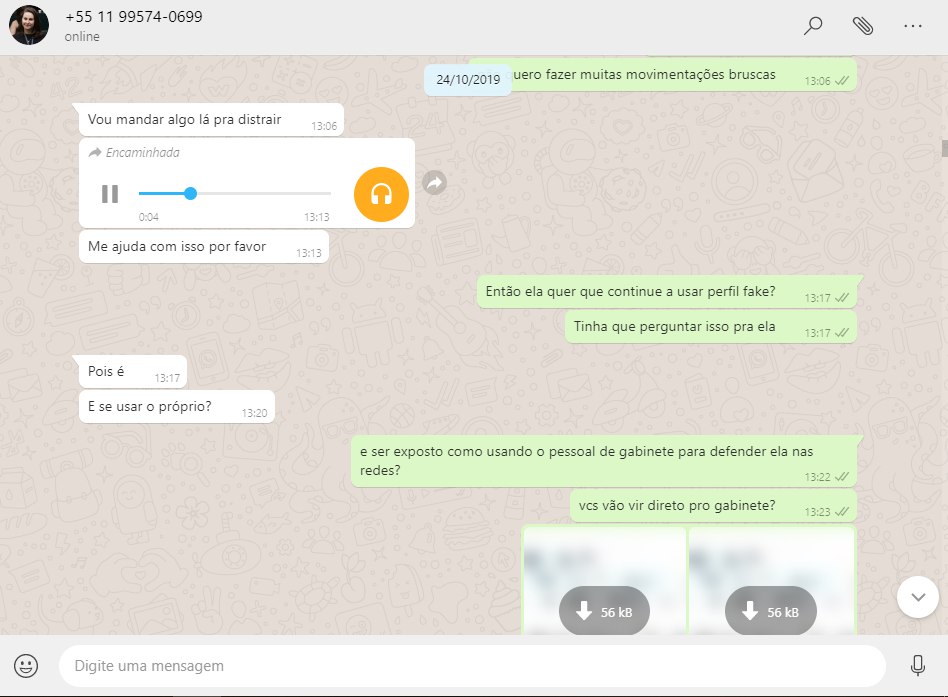 +55 11 99574-0699
online
24/10/2019
uero fazer muitas movimentações bruscas 13:06
Vou mandar algo lá pra distrair 13:06
Encaminhada
0:04 13:13
Me ajuda com isso por favor 13:13
Então ela quer que continue a usar perfil fake? 13:17
Tinha que perguntar isso pra ela 13:17
Pois é 13:17
E se usar o próprio? 13:20
e ser exposto como usando o pessoal de gabinete para defender ela nas
redes? 13:22
vcs vão vir direto pro gabinete? 13:23
56 kB 56 kB
Digite uma mensagem